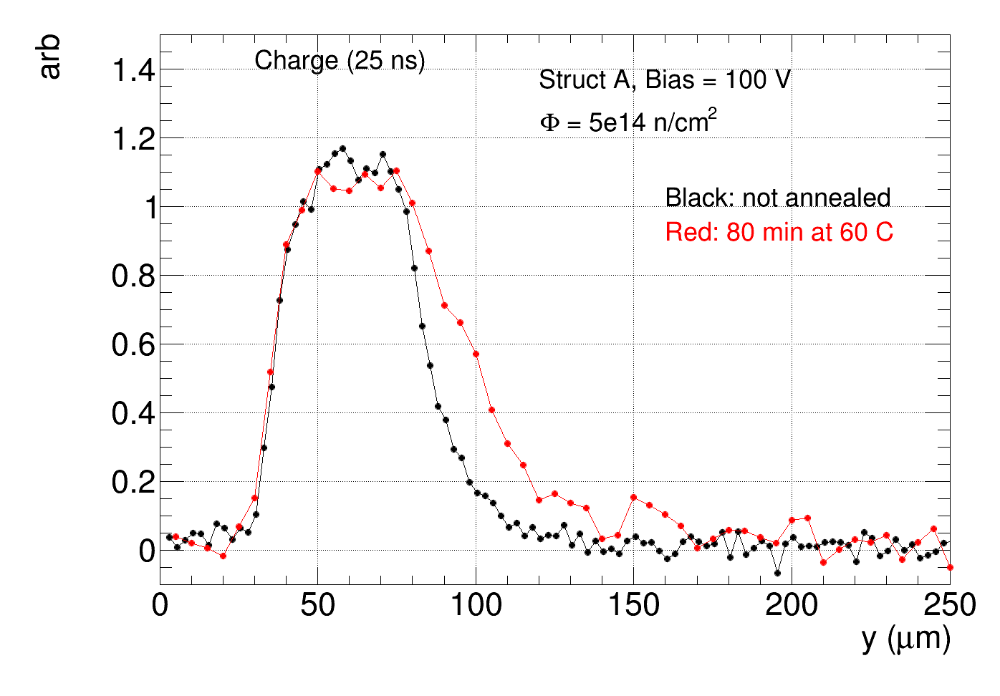 arb
Charge (25 ns)
Struct A, Bias = 100 V
Φ = 5e14 n/cm²
Black: not annealed
Red: 80 min at 60 C
1.4
1.2
1
0.8
0.6
0.4
0.2
0
0 50 100 150 200 250
y (μm)